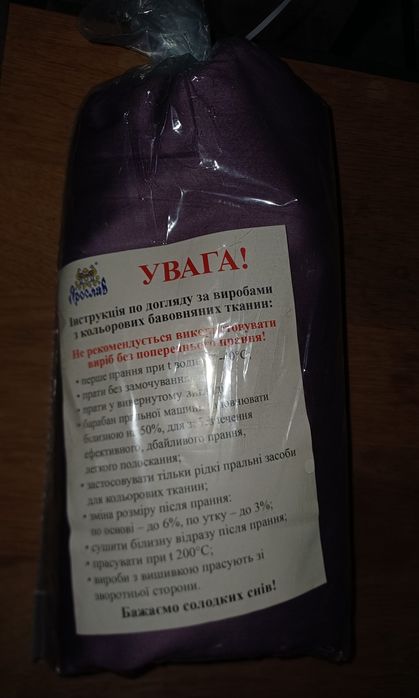 Ярослав
УВАГА!
Інструкція по догляду за виробами
з кольорових бавовняних тканин:
Не рекомендується використовувати
виріб без попереднього прання!
• перше прання при t води
• прати без замочування
• прати у вивернутому
• барабан пральної
білизною на 50%, для
ефективного, дбайливого прання,
легкого полоскання;
• застосовувати тільки рідкі пральні засоби
для кольорових тканин;
• зміна розміру після прання:
по основі – до 6%, по утку – до 3%;
• сушити білизну відразу після прання;
• прасувати при t 200°C;
• вироби з вишивкою прасують зі
зворотньої сторони.
Бажаємо солодких снів!